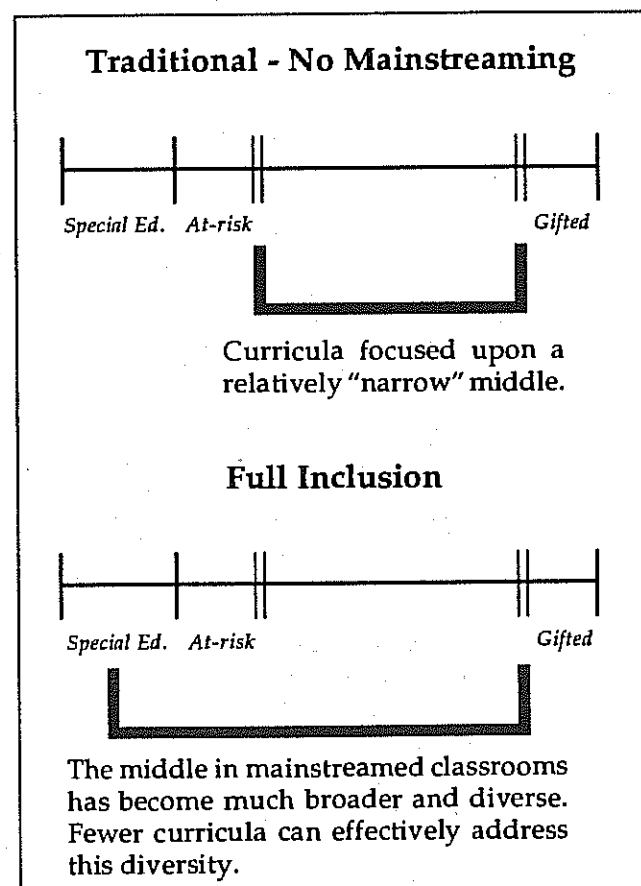 Traditional - No Mainstreaming
Special Ed. At-risk Gifted
Curricula focused upon a
relatively "narrow" middle.
Full Inclusion
Special Ed. At-risk Gifted
The middle in mainstreamed classrooms
has become much broader and diverse.
Fewer curricula can effectively address
this diversity.